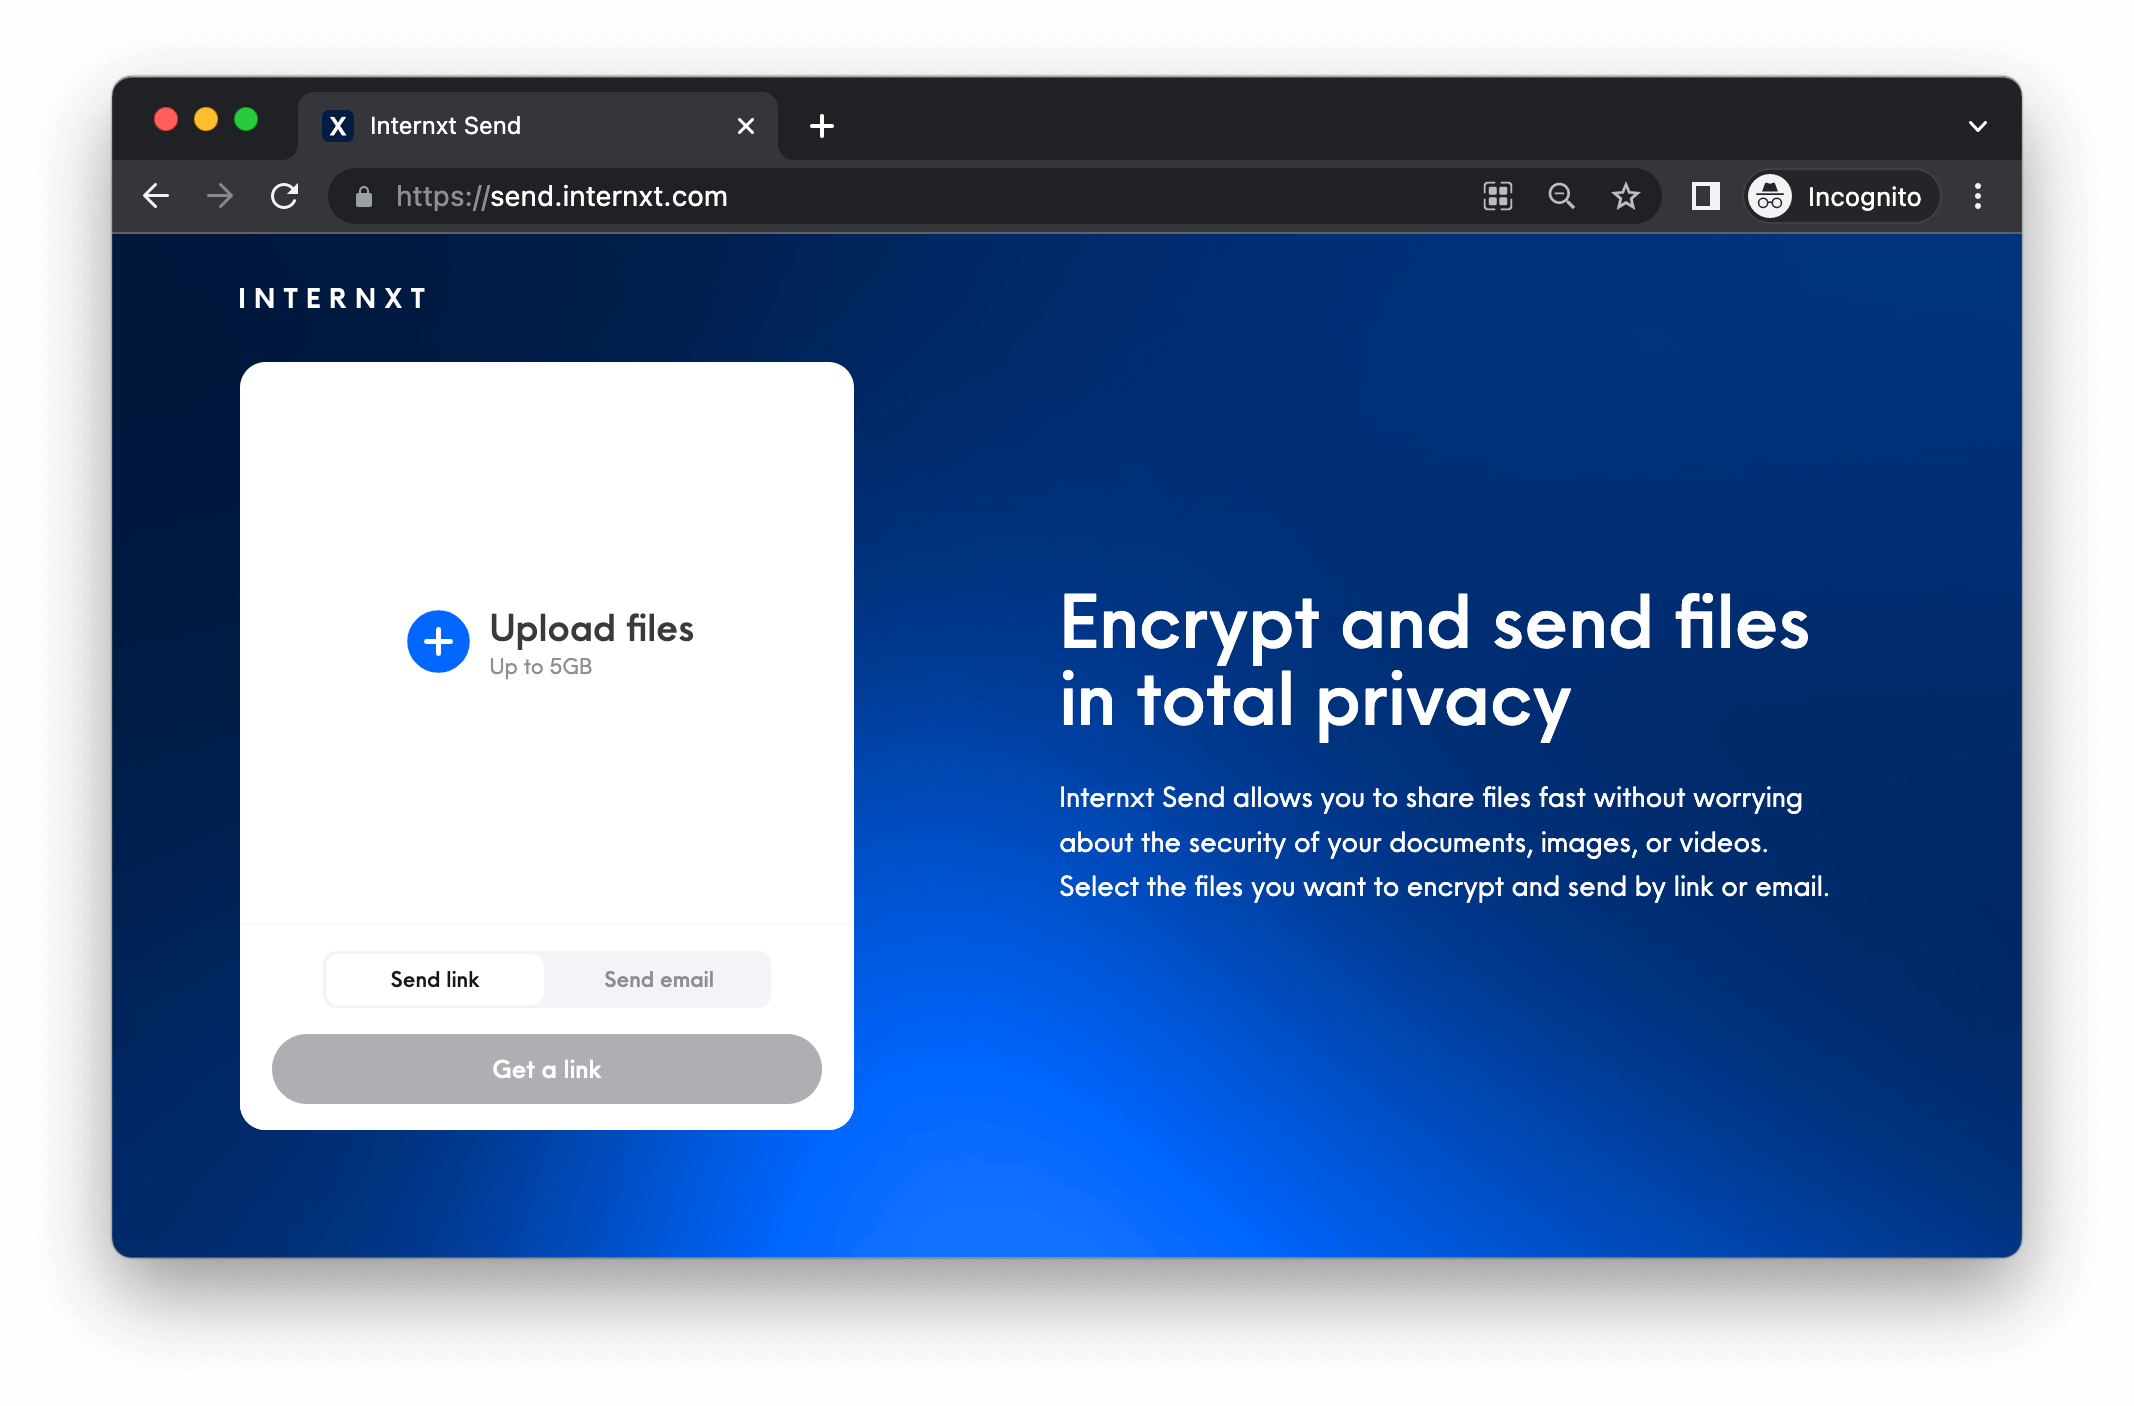 X Internxt Send
https://send.internxt.com
Incognito
INTERNXT
Upload files
Up to 5GB
Send link
Send email
Get a link
Encrypt and send files
in total privacy
Internxt Send allows you to share files fast without worrying
about the security of your documents, images, or videos.
Select the files you want to encrypt and send by link or email.